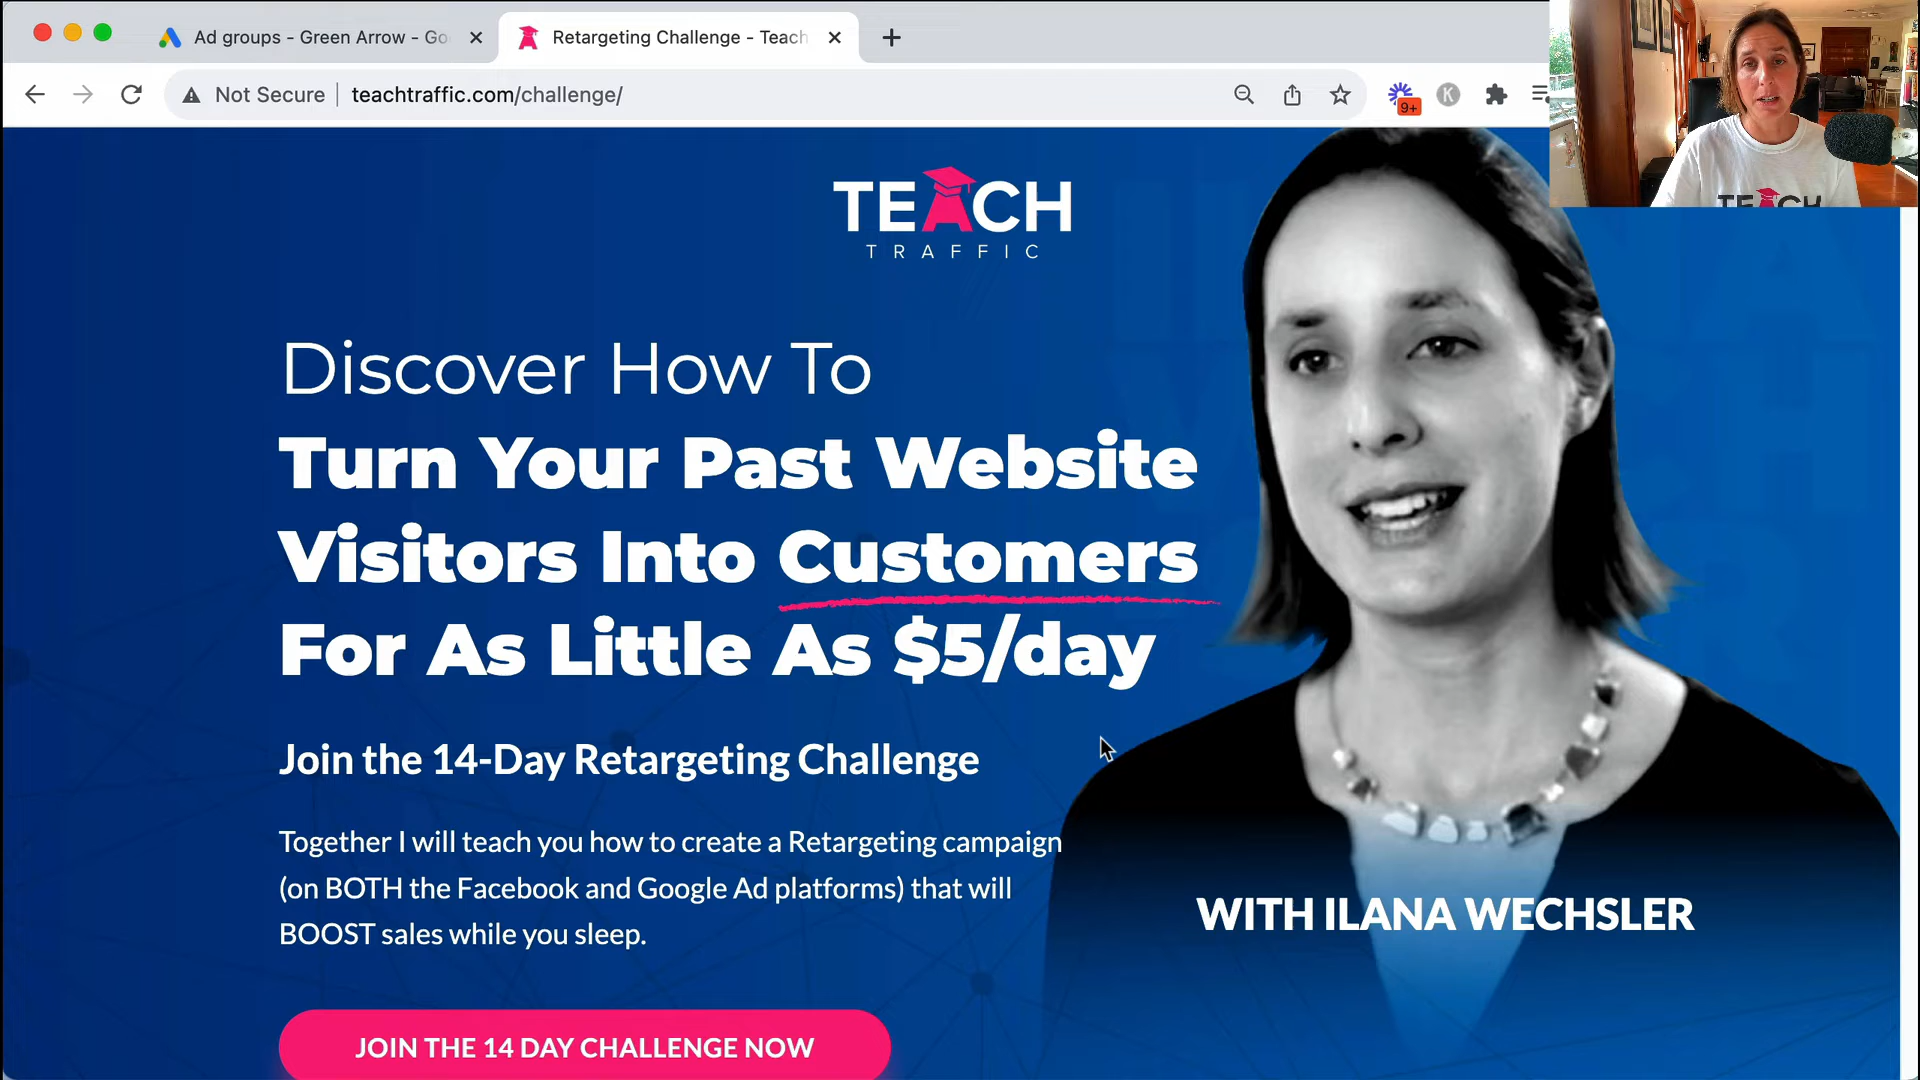 Ad groups - Green Arrow - Go
Retargeting Challenge - Teach
Not Secure
teachtraffic.com/challenge/
9+
K
TEACH
TRAFFIC
TEACH
Discover How To
Turn Your Past Website
Visitors Into Customers
For As Little As $5/day
Join the 14-Day Retargeting Challenge
Together I will teach you how to create a Retargeting campaign
(on BOTH the Facebook and Google Ad platforms) that will
BOOST sales while you sleep.
WITH ILANA WECHSLER
JOIN THE 14 DAY CHALLENGE NOW